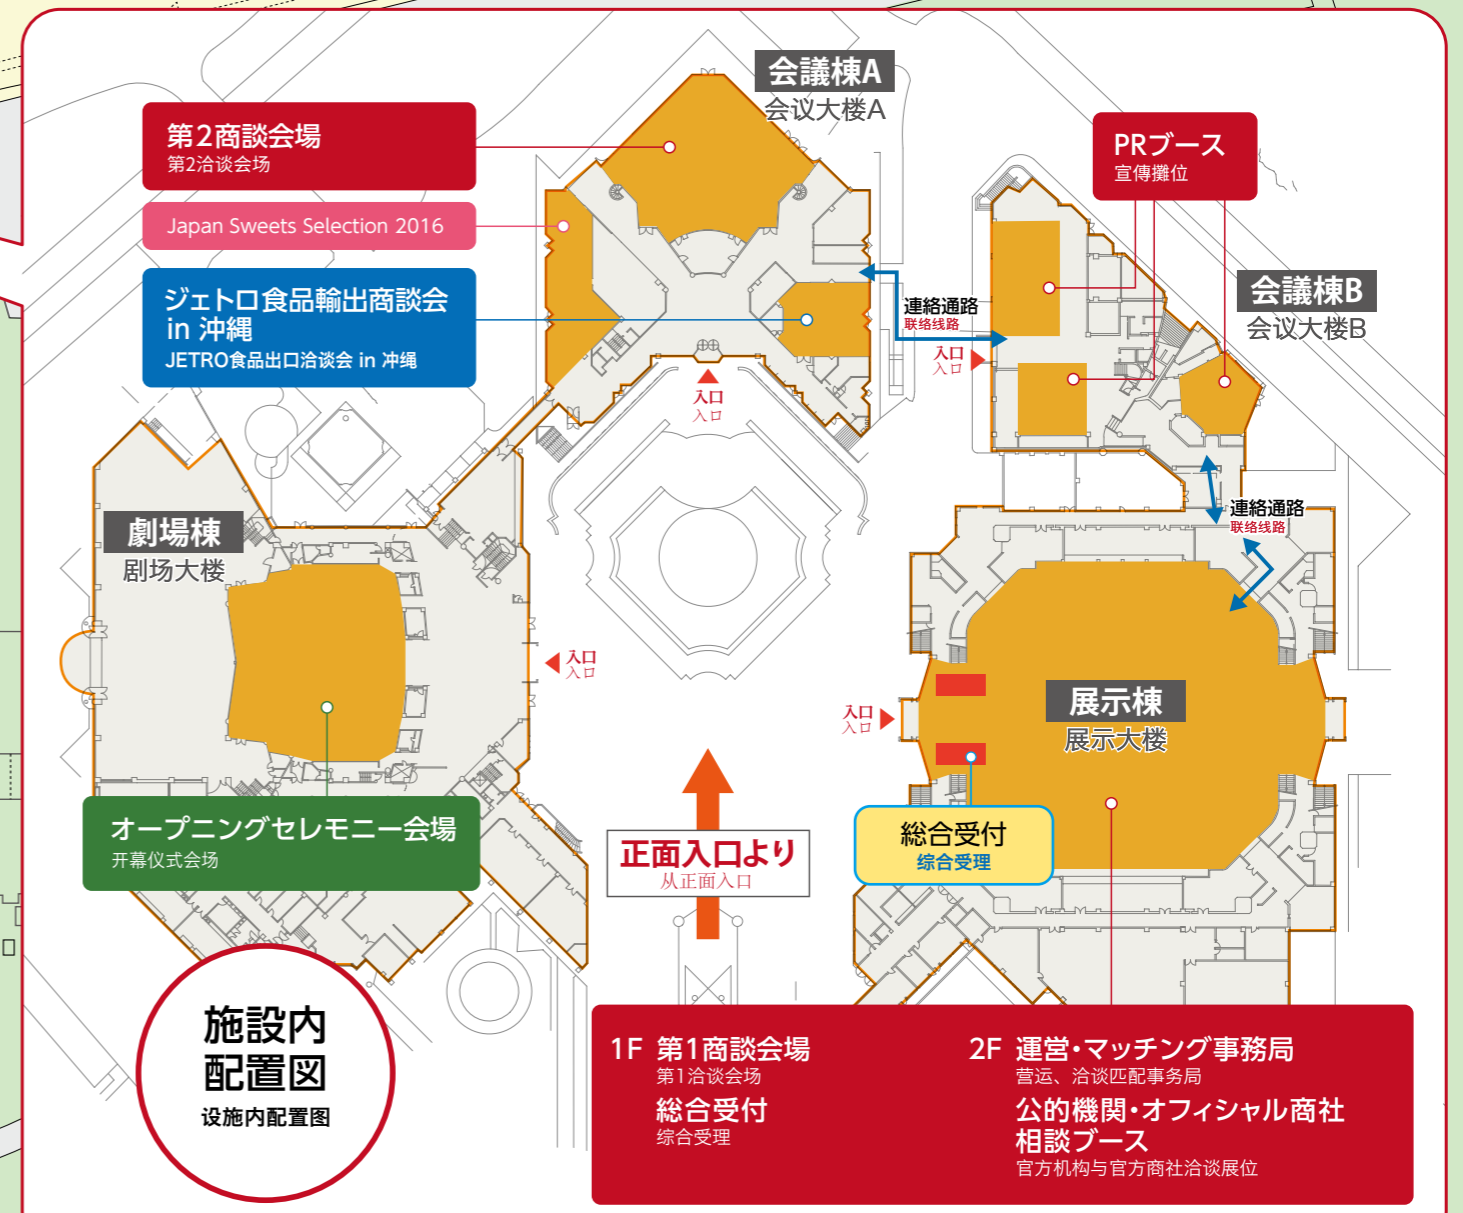 会議棟A
会议大楼A
第2商談会場
第2洽谈会场
PRブース
宣傳攤位
Japan Sweets Selection 2016
ジェトロ食品輸出商談会
in 沖縄
JETRO食品出口洽谈会 in 冲绳
会議棟B
会议大楼B
連絡通路
联络线路
入口
入口
入口
入口
劇場棟
剧场大楼
連絡通路
联络线路
入口
入口
入口
入口
展示棟
展示大楼
オープニングセレモニー会場
开幕仪式会场
正面入口より
从正面入口
総合受付
综合受理
施設内
配置図
设施内配置图
1F 第1商談会場
第1洽谈会场
総合受付
综合受理
2F 運営・マッチング事務局
营运、洽谈匹配事务局
公的機関・オフィシャル商社
相談ブース
官方机构与官方商社洽谈展位